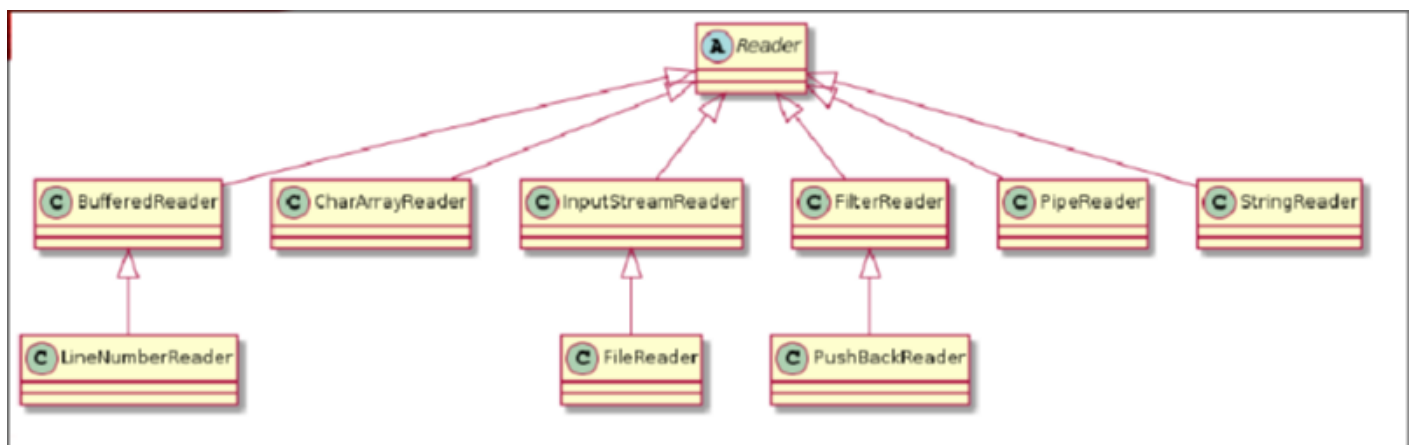 A Reader
C BufferedReader
C CharArrayReader
C InputStreamReader
C FilterReader
C PipeReader
C StringReader
C LineNumberReader
C FileReader
C PushBackReader